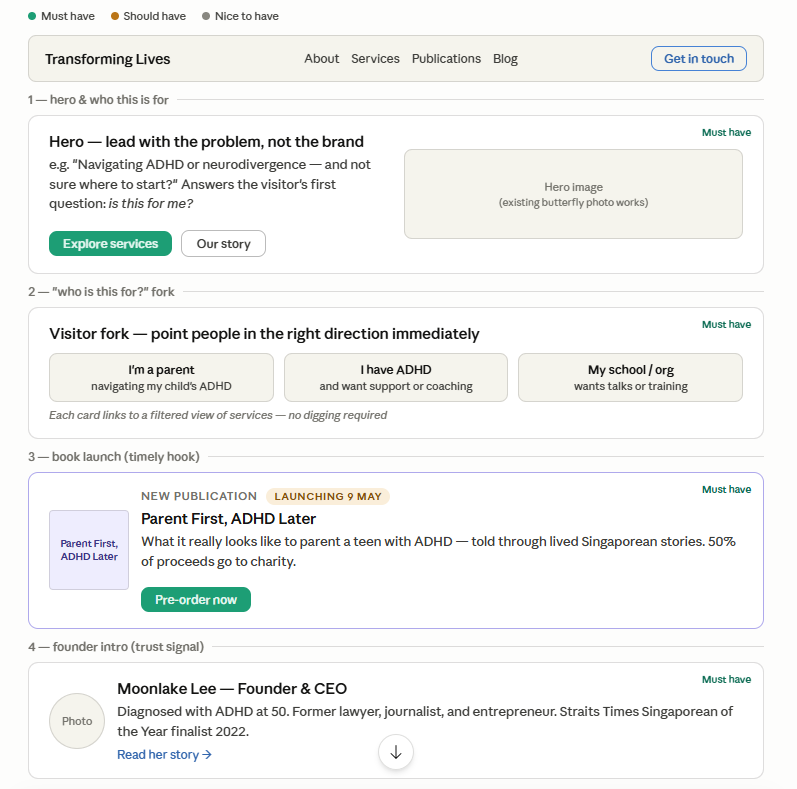 Must have Should have Nice to have
Transforming Lives About Services Publications Blog Get in touch
1 — hero & who this is for
Must have
Hero — lead with the problem, not the brand
e.g. "Navigating ADHD or neurodivergence — and not
sure where to start?" Answers the visitor's first
question: is this for me?
Explore services Our story
Hero image
(existing butterfly photo works)
2 — "who is this for?" fork
Must have
Visitor fork — point people in the right direction immediately
I'm a parent
navigating my child's ADHD
I have ADHD
and want support or coaching
My school / org
wants talks or training
Each card links to a filtered view of services — no digging required
3 — book launch (timely hook)
Must have
Parent First,
ADHD Later
NEW PUBLICATION LAUNCHING 9 MAY
Parent First, ADHD Later
What it really looks like to parent a teen with ADHD — told through lived Singaporean stories. 50%
of proceeds go to charity.
Pre-order now
4 — founder intro (trust signal)
Must have
Photo
Moonlake Lee — Founder & CEO
Diagnosed with ADHD at 50. Former lawyer, journalist, and entrepreneur. Straits Times Singaporean of
the Year finalist 2022.
Read her story →